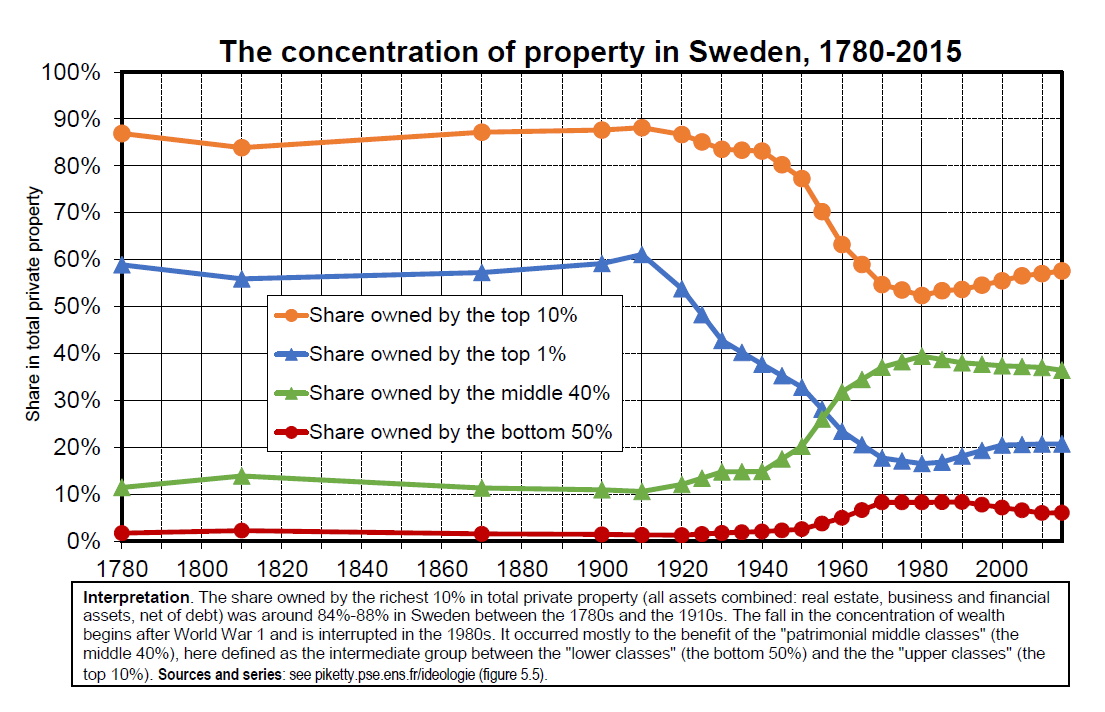 The concentration of property in Sweden, 1780-2015
100%
90%
80%
70%
60%
50%
40%
30%
20%
10%
0%
Share in total private property
Share owned by the top 10%
Share owned by the top 1%
Share owned by the middle 40%
Share owned by the bottom 50%
1780 1800 1820 1840 1860 1880 1900 1920 1940 1960 1980 2000
Interpretation. The share owned by the richest 10% in total private property (all assets combined: real estate, business and financial
assets, net of debt) was around 84%-88% in Sweden between the 1780s and the 1910s. The fall in the concentration of wealth
begins after World War 1 and is interrupted in the 1980s. It occurred mostly to the benefit of the "patrimonial middle classes" (the
middle 40%), here defined as the intermediate group between the "lower classes" (the bottom 50%) and the the "upper classes" (the
top 10%). Sources and series: see piketty.pse.ens.fr/ideologie (figure 5.5).